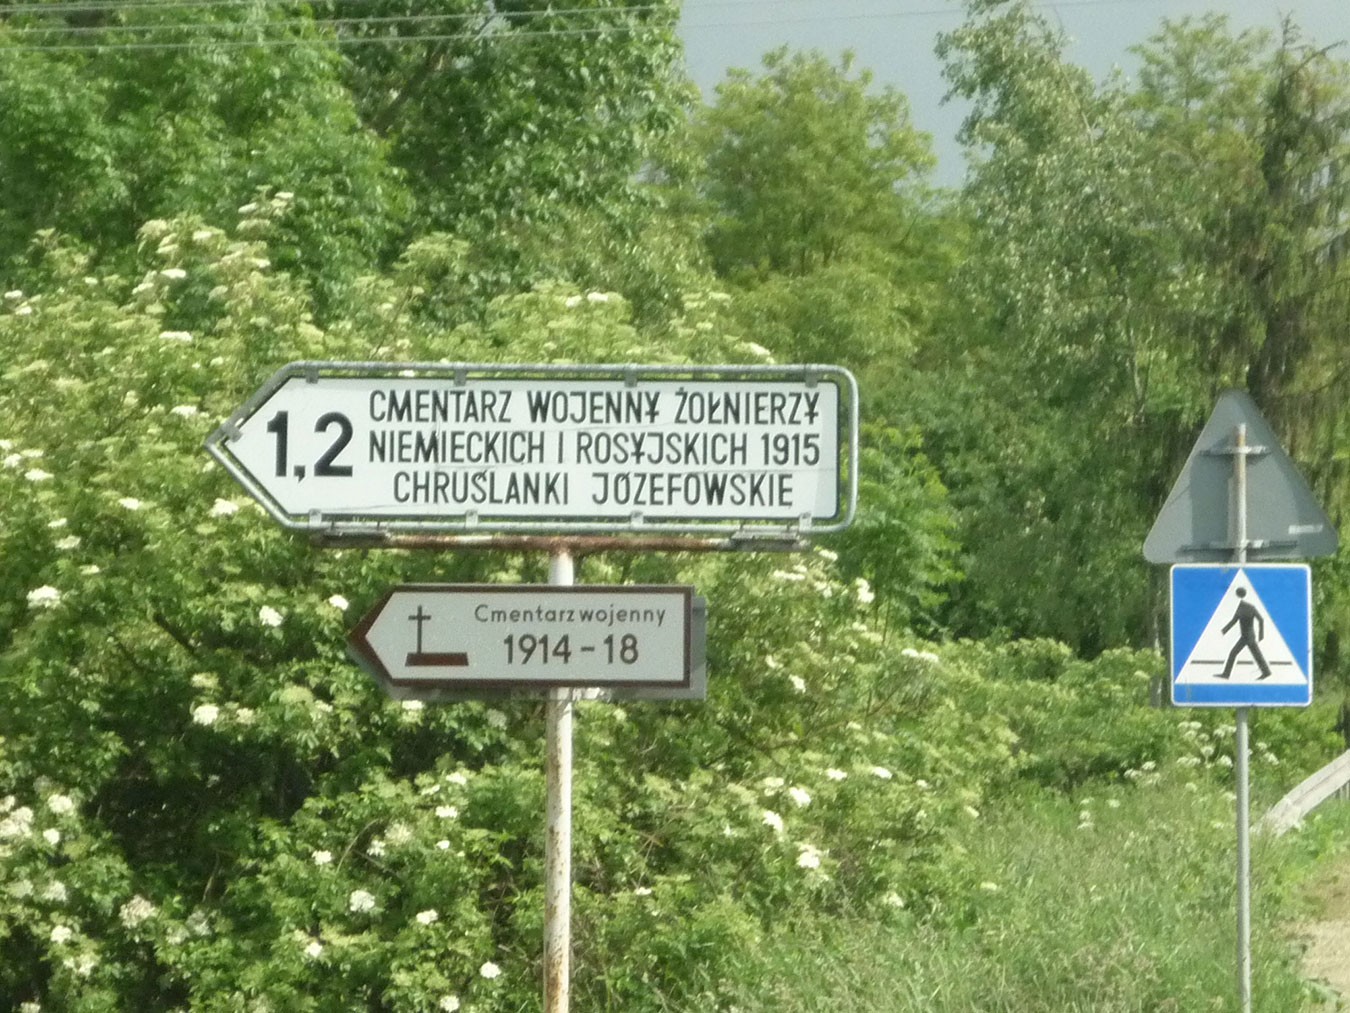 1,2
CMENTARZ WOJENNY ŻOŁNIERZY
NIEMIECKICH I ROSYJSKICH 1915
CHRUŚLANKI JÓZEFOWSKIE
Cmentarz wojenny
1914-18